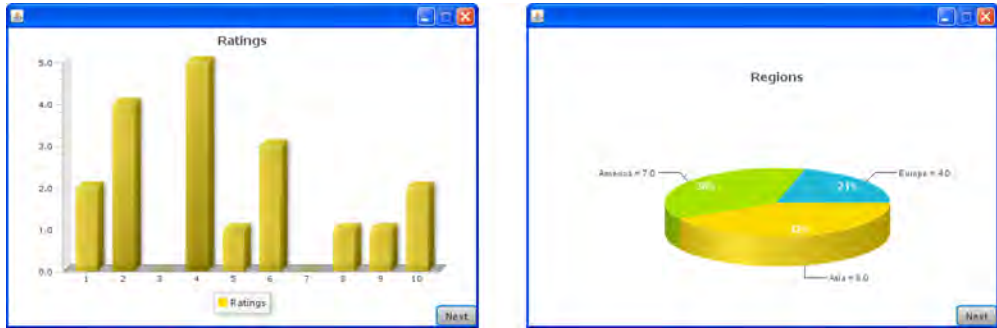 Ratings
5.0
4.0
3.0
2.0
1.0
0.0
1 2 3 4 5 6 7 8 9 10
Ratings
Next
Regions
America = 7.0
Europe = 4.0
21%
Asia = 8.0
Next